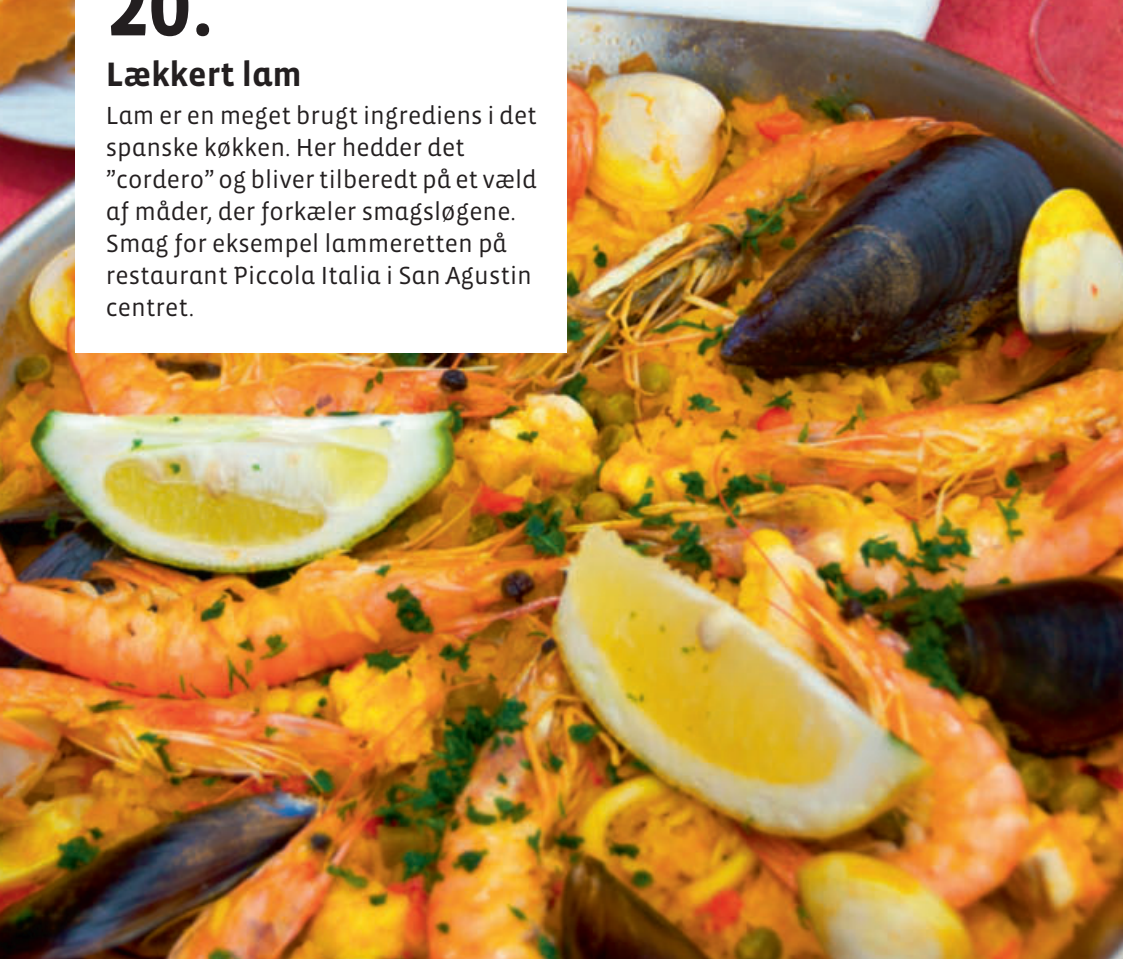 20.
Lækkert lam
Lam er en meget brugt ingrediens i det
spanske køkken. Her hedder det
”cordero” og bliver tilberedt på et væld
af måder, der forkæler smagsløgene.
Smag for eksempel lammeretten på
restaurant Piccola Italia i San Agustin
centret.